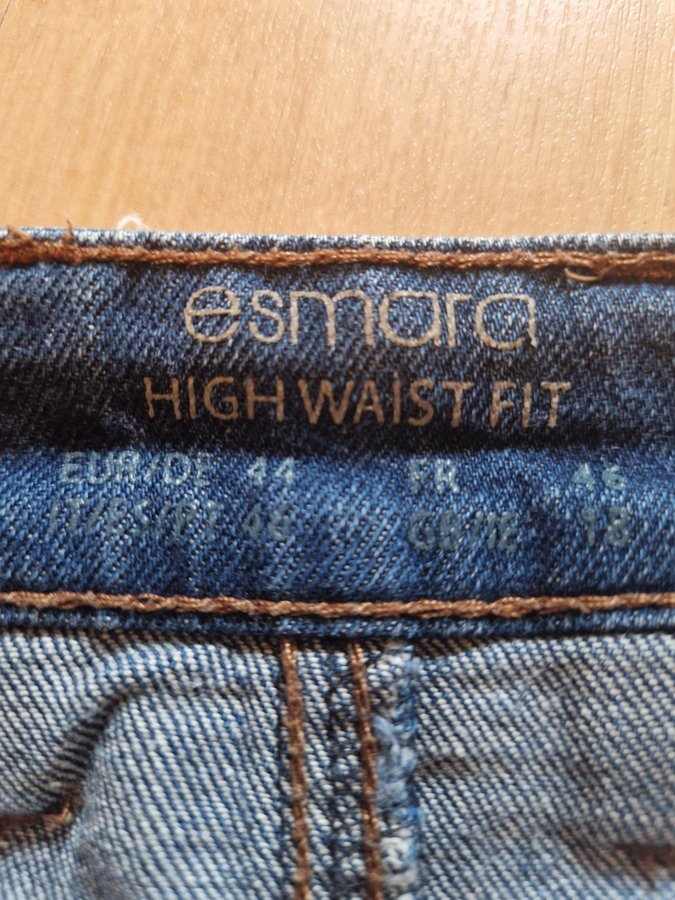 esmara
HIGH WAIST FIT
EUR/DE 44 FR 46
IT/ES/PT 46 GB/IE 18